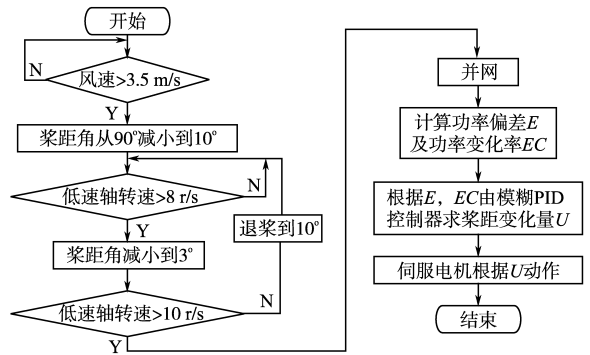 开始
N
风速>3.5 m/s
Y
桨距角从90°减小到10°
低速轴转速>8 r/s
N
Y
退桨到10°
桨距角减小到3°
低速轴转速>10 r/s
N
Y
并网
计算功率偏差E
及功率变化率EC
根据E，EC由模糊PID
控制器求桨距变化量U
伺服电机根据U动作
结束